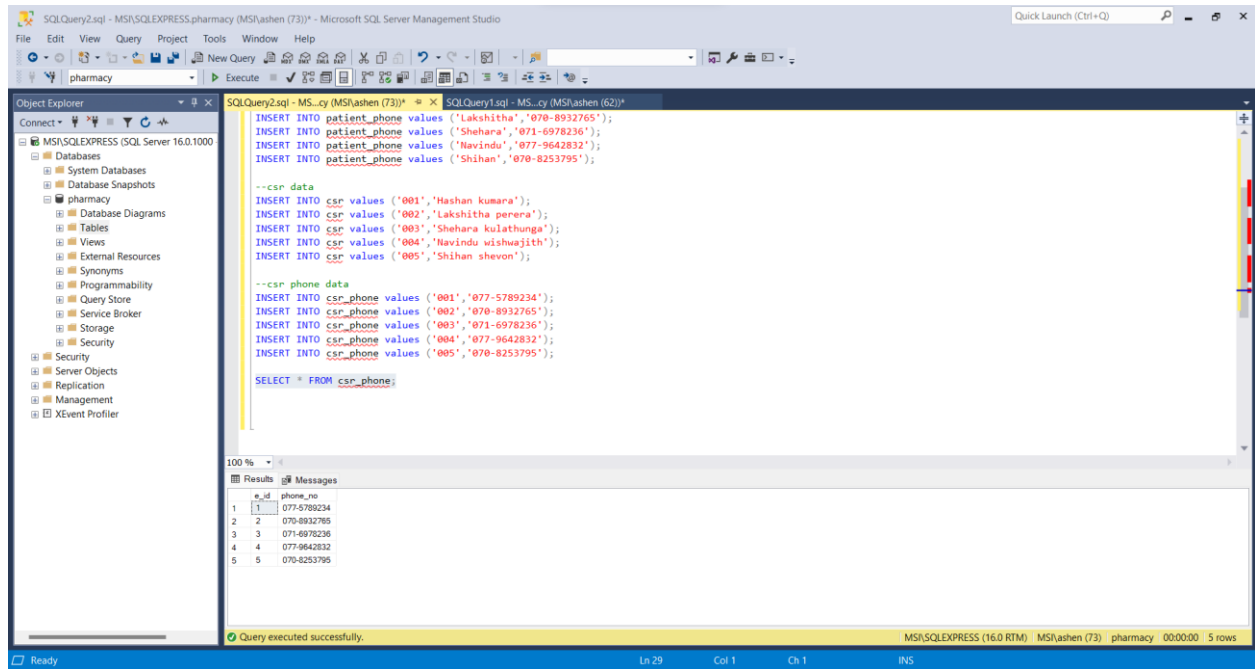 SQLQuery2.sql - MSI\SQLEXPRESS.pharmacy (MSI\ashen (73))* - Microsoft SQL Server Management Studio
Quick Launch (Ctrl+Q)
File Edit View Query Project Tools Window Help
New Query
pharmacy Execute
Object Explorer
SQLQuery2.sql - MS...cy (MSI\ashen (73))* SQLQuery1.sql - MS...cy (MSI\ashen (62))*
Connect
MSI\SQLEXPRESS (SQL Server 16.0.1000 -
Databases
System Databases
Database Snapshots
pharmacy
Database Diagrams
Tables
Views
External Resources
Synonyms
Programmability
Query Store
Service Broker
Storage
Security
Security
Server Objects
Replication
Management
XEvent Profiler
INSERT INTO patient_phone values ('Lakshitha','070-8932765');
INSERT INTO patient_phone values ('Shehara','071-6978236');
INSERT INTO patient_phone values ('Navindu','077-9642832');
INSERT INTO patient_phone values ('Shihan','070-8253795');
--csr data
INSERT INTO csr values ('001','Hashan kumara');
INSERT INTO csr values ('002','Lakshitha perera');
INSERT INTO csr values ('003','Shehara kulathunga');
INSERT INTO csr values ('004','Navindu wishwajith');
INSERT INTO csr values ('005','Shihan shevon');
--csr phone data
INSERT INTO csr_phone values ('001','077-5789234');
INSERT INTO csr_phone values ('002','070-8932765');
INSERT INTO csr_phone values ('003','071-6978236');
INSERT INTO csr_phone values ('004','077-9642832');
INSERT INTO csr_phone values ('005','070-8253795');
SELECT * FROM csr_phone;
100 %
Results Messages
e_id phone_no
1 1 077-5789234
2 2 070-8932765
3 3 071-6978236
4 4 077-9642832
5 5 070-8253795
Query executed successfully. MSI\SQLEXPRESS (16.0 RTM) MSI\ashen (73) pharmacy 00:00:00 5 rows
Ready Ln 29 Col 1 Ch 1 INS